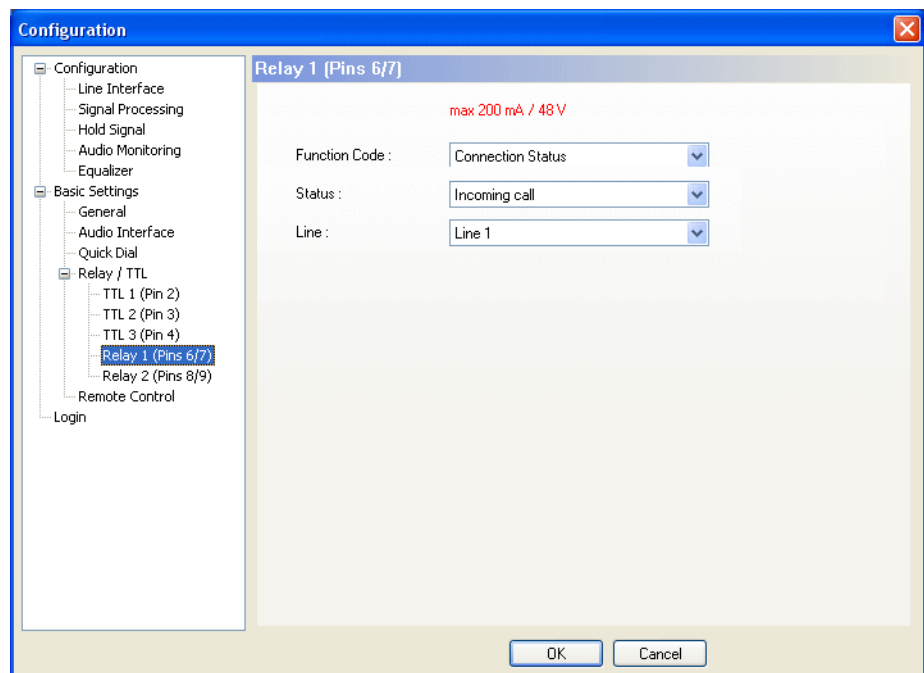 Configuration
Configuration
Line Interface
Signal Processing
Hold Signal
Audio Monitoring
Equalizer
Basic Settings
General
Audio Interface
Quick Dial
Relay / TTL
TTL 1 (Pin 2)
TTL 2 (Pin 3)
TTL 3 (Pin 4)
Relay 1 (Pins 6/7)
Relay 2 (Pins 8/9)
Remote Control
Login
Relay 1 (Pins 6/7)
max 200 mA / 48 V
Function Code : Connection Status
Status : Incoming call
Line : Line 1
OK Cancel